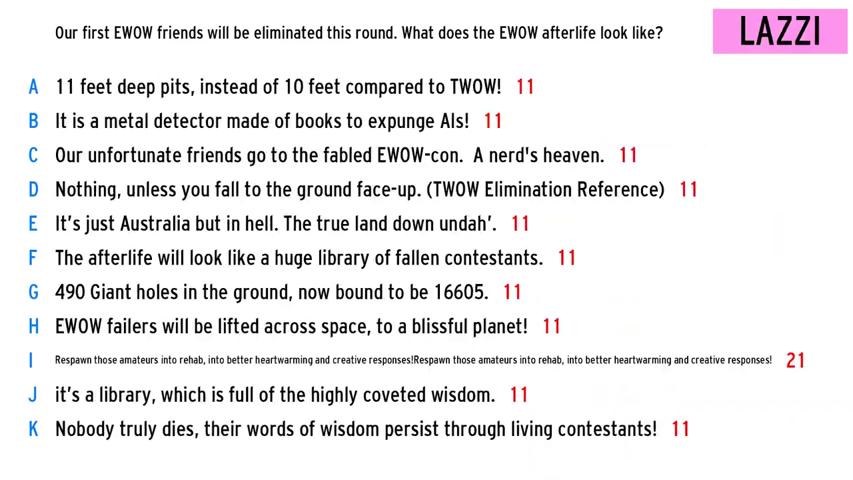 Our first EWOW friends will be eliminated this round. What does the EWOW afterlife look like?
LAZZI
A 11 feet deep pits, instead of 10 feet compared to TWOW! 11
B It is a metal detector made of books to expunge AIs! 11
C Our unfortunate friends go to the fabled EWOW-con. A nerd's heaven. 11
D Nothing, unless you fall to the ground face-up. (TWOW Elimination Reference) 11
E It's just Australia but in hell. The true land down undah'. 11
F The afterlife will look like a huge library of fallen contestants. 11
G 490 Giant holes in the ground, now bound to be 16605. 11
H EWOW failers will be lifted across space, to a blissful planet! 11
I Respawn those amateurs into rehab, into better heartwarming and creative responses!Respawn those amateurs into rehab, into better heartwarming and creative responses! 21
J it's a library, which is full of the highly coveted wisdom. 11
K Nobody truly dies, their words of wisdom persist through living contestants! 11